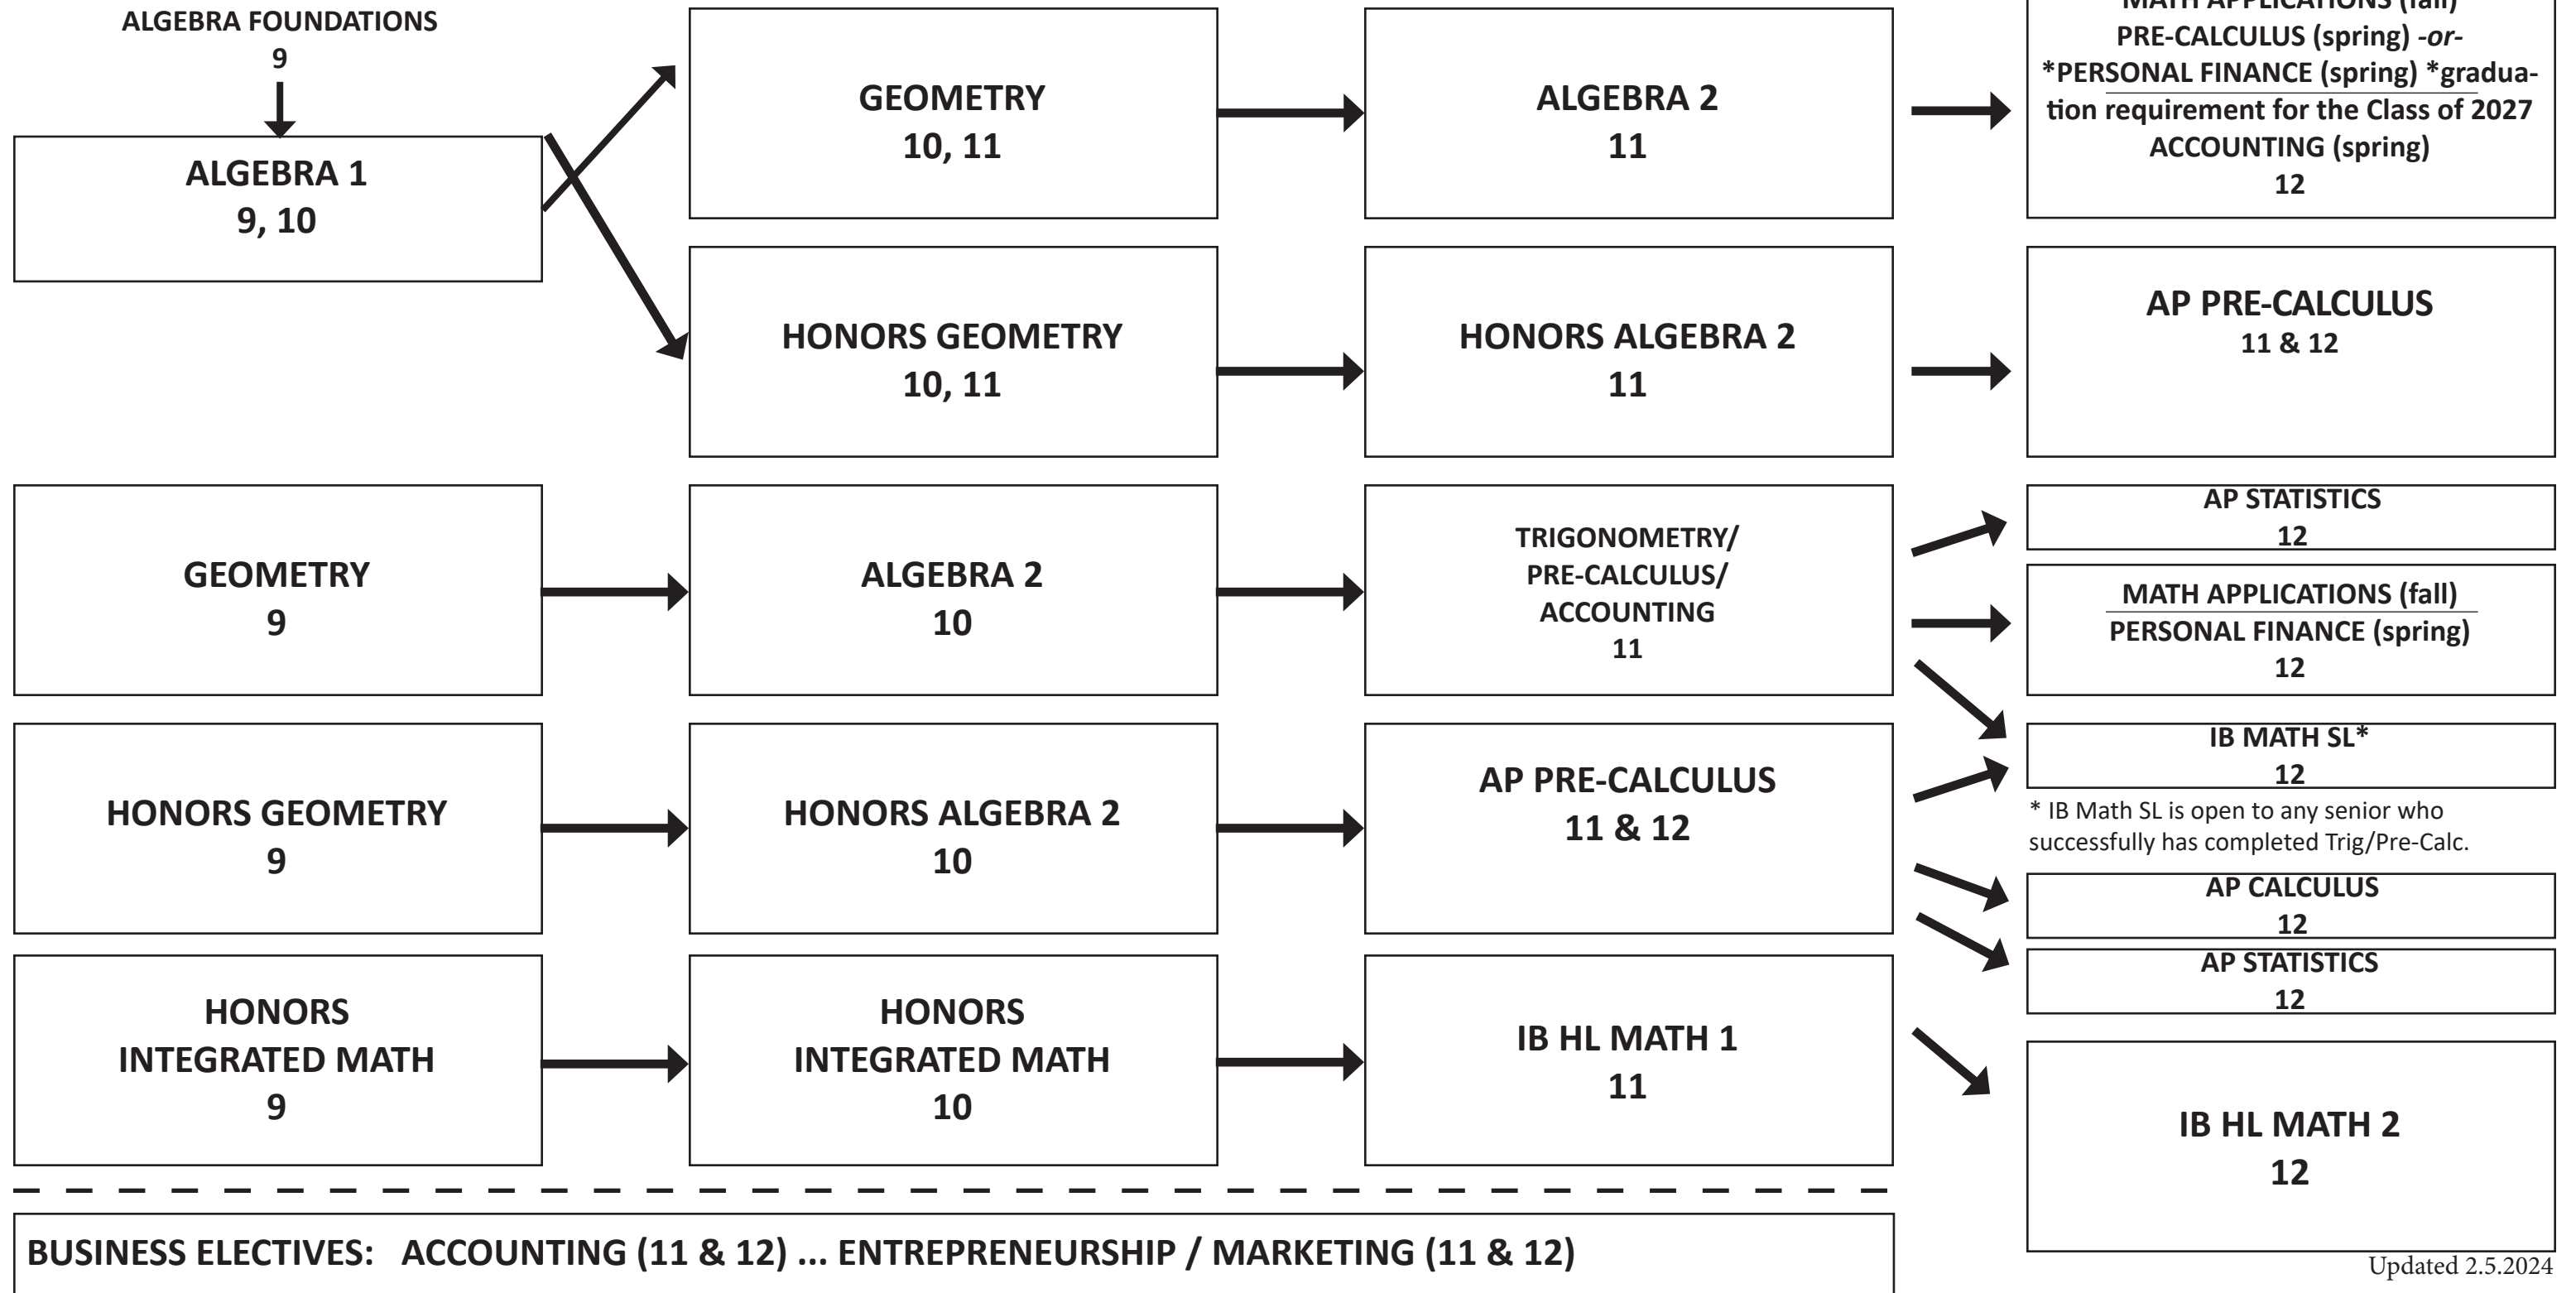 ALGEBRA FOUNDATIONS
9
ALGEBRA 1
9, 10
GEOMETRY
10, 11
ALGEBRA 2
11
MATH APPLICATIONS (fall)
PRE-CALCULUS (spring) -or-
*PERSONAL FINANCE (spring) *gradua-
tion requirement for the Class of 2027
ACCOUNTING (spring)
12
HONORS GEOMETRY
10, 11
HONORS ALGEBRA 2
11
AP PRE-CALCULUS
11 & 12
GEOMETRY
9
ALGEBRA 2
10
TRIGONOMETRY/
PRE-CALCULUS/
ACCOUNTING
11
AP STATISTICS
12
MATH APPLICATIONS (fall)
PERSONAL FINANCE (spring)
12
HONORS GEOMETRY
9
HONORS ALGEBRA 2
10
AP PRE-CALCULUS
11 & 12
IB MATH SL*
12
* IB Math SL is open to any senior who
successfully has completed Trig/Pre-Calc.
AP CALCULUS
12
AP STATISTICS
12
HONORS
INTEGRATED MATH
9
HONORS
INTEGRATED MATH
10
IB HL MATH 1
11
IB HL MATH 2
12
BUSINESS ELECTIVES: ACCOUNTING (11 & 12) ... ENTREPRENEURSHIP / MARKETING (11 & 12)
Updated 2.5.2024